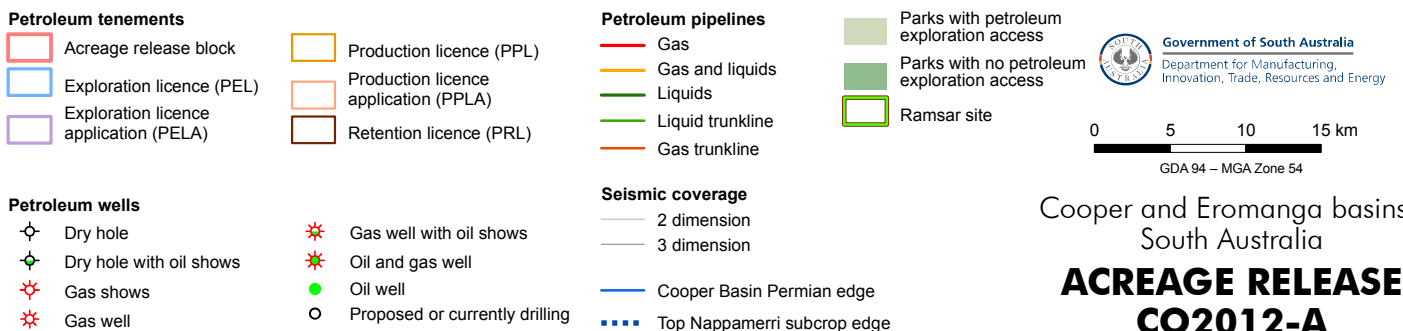 Petroleum tenements
Acreage release block
Exploration licence (PEL)
Exploration licence
application (PELA)
Production licence (PPL)
Production licence
application (PPLA)
Retention licence (PRL)
Petroleum wells
Dry hole
Dry hole with oil shows
Gas shows
Gas well
Gas well with oil shows
Oil and gas well
Oil well
Proposed or currently drilling
Petroleum pipelines
Gas
Gas and liquids
Liquids
Liquid trunkline
Gas trunkline
Seismic coverage
2 dimension
3 dimension
Cooper Basin Permian edge
Top Nappamerri subcrop edge
Parks with petroleum
exploration access
Parks with no petroleum
exploration access
Ramsar site
SOUTH AUSTRALIA
Government of South Australia
Department for Manufacturing,
Innovation, Trade, Resources and Energy
0 5 10 15 km
GDA 94 – MGA Zone 54
Cooper and Eromanga basins
South Australia
ACREAGE RELEASE
CO2012-A